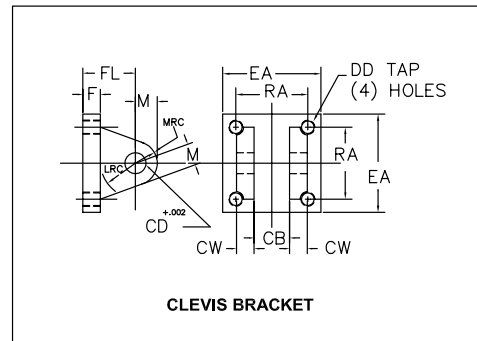 FL
F
M
MRC
M
LRC
+.002
CD
EA
RA
DD TAP
(4) HOLES
RA
EA
CW
CB
CW
CLEVIS BRACKET